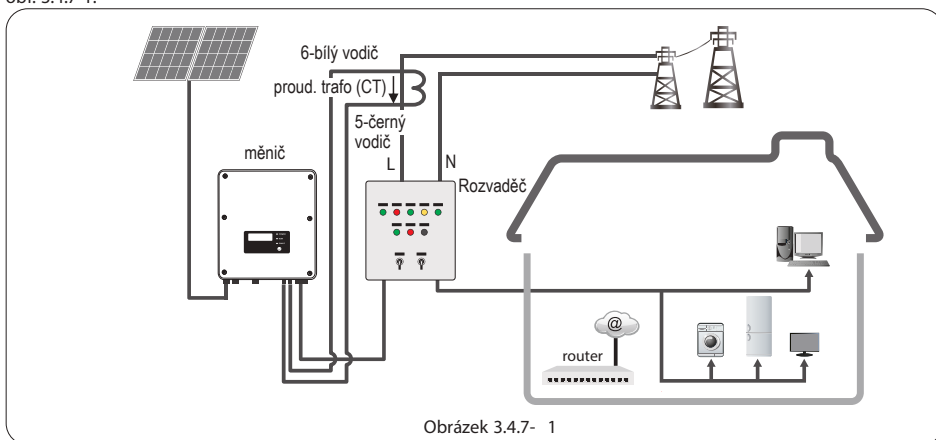 obr. 3.4.7-1.
6-bílý vodič
proud. trafo (CT)
5-černý
vodič
měnič
L
N
Rozvaděč
@
router
Obrázek 3.4.7- 1